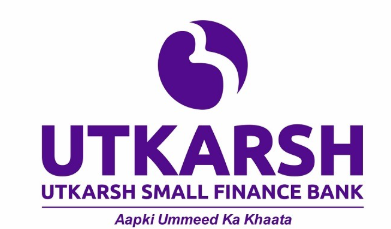 UTKARSH
UTKARSH SMALL FINANCE BANK
Aapki Ummeed Ka Khaata